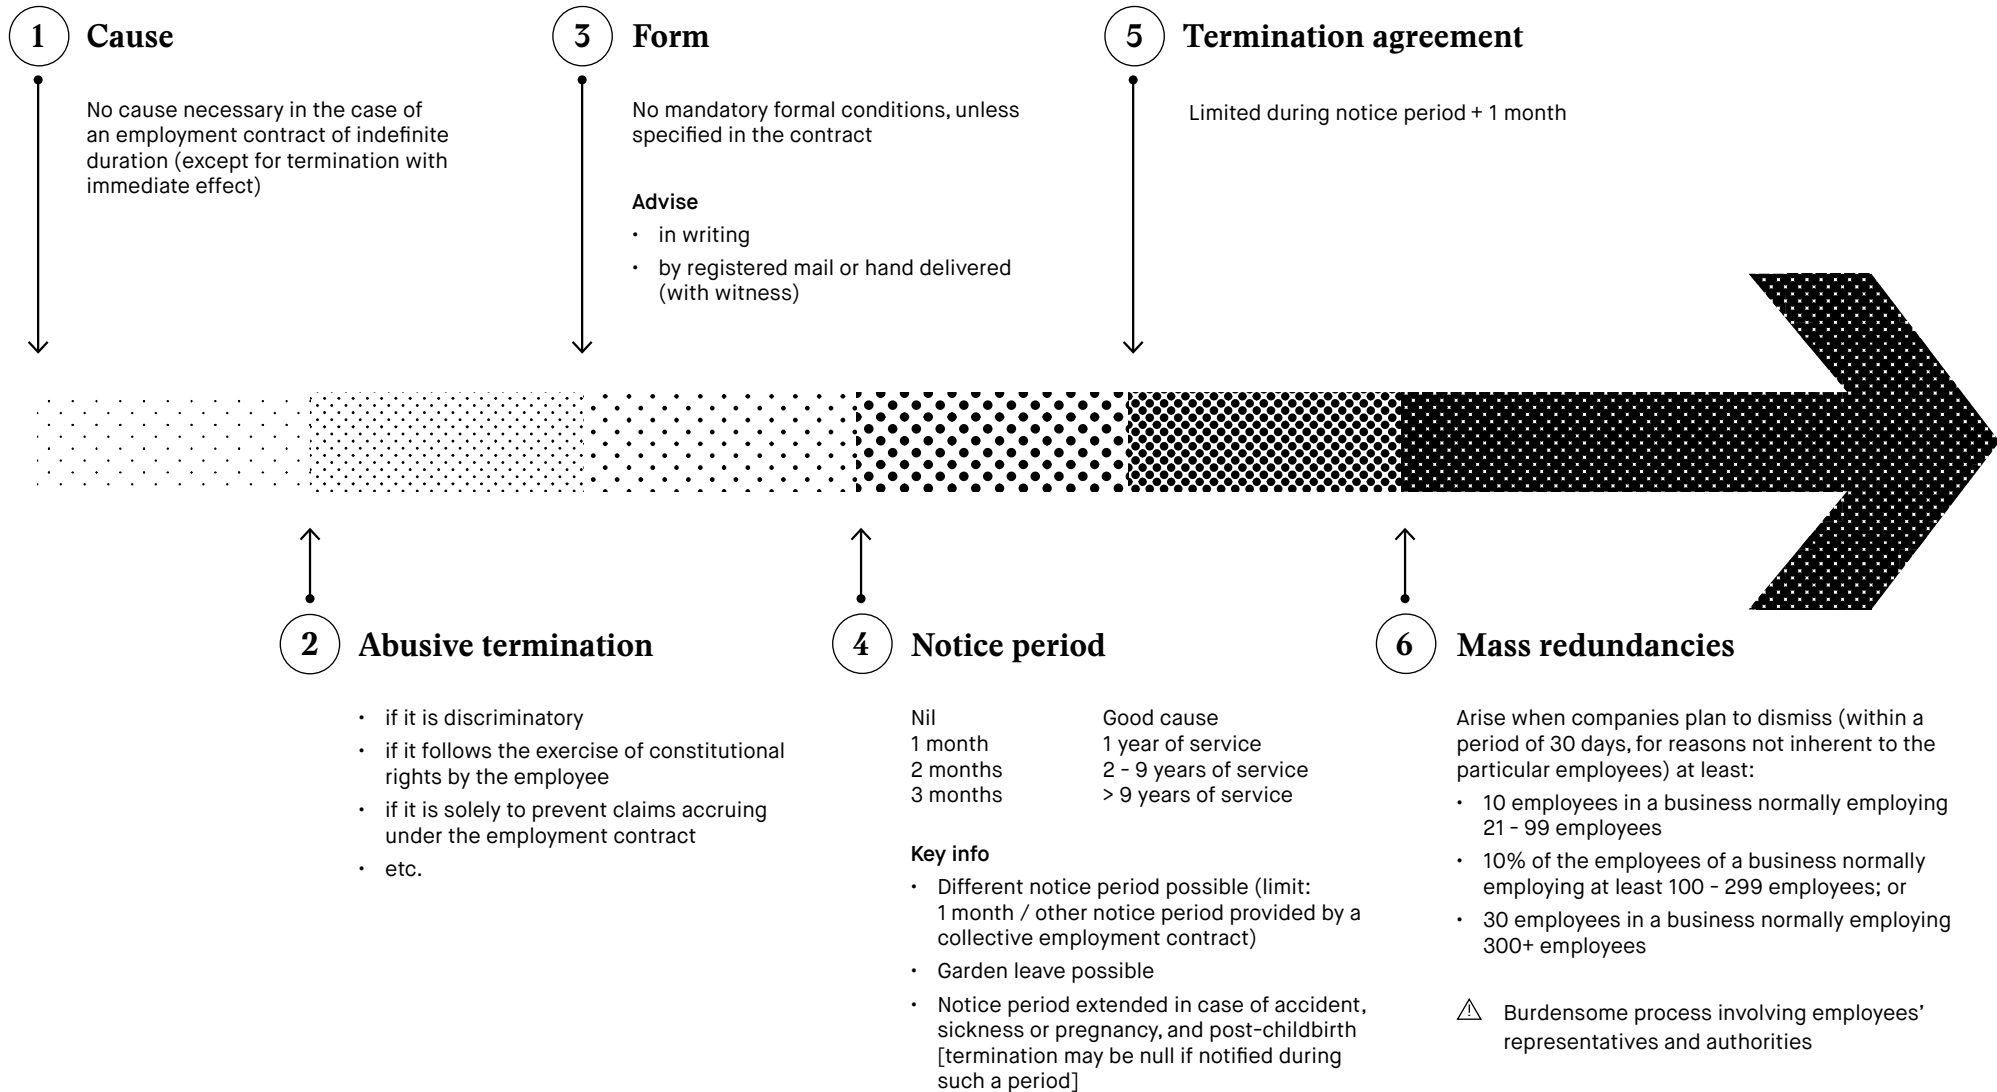 1 Cause
No cause necessary in the case of
an employment contract of indefinite
duration (except for termination with
immediate effect)
3 Form
No mandatory formal conditions, unless
specified in the contract
Advise
• in writing
• by registered mail or hand delivered
(with witness)
5 Termination agreement
Limited during notice period + 1 month
2 Abusive termination
• if it is discriminatory
• if it follows the exercise of constitutional
rights by the employee
• if it is solely to prevent claims accruing
under the employment contract
• etc.
4 Notice period
Nil Good cause
1 month 1 year of service
2 months 2 - 9 years of service
3 months > 9 years of service
Key info
• Different notice period possible (limit:
1 month / other notice period provided by a
collective employment contract)
• Garden leave possible
• Notice period extended in case of accident,
sickness or pregnancy, and post-childbirth
[termination may be null if notified during
such a period]
6 Mass redundancies
Arise when companies plan to dismiss (within a
period of 30 days, for reasons not inherent to the
particular employees) at least:
• 10 employees in a business normally employing
21 - 99 employees
• 10% of the employees of a business normally
employing at least 100 - 299 employees; or
• 30 employees in a business normally employing
300+ employees
Burdensome process involving employees’
representatives and authorities